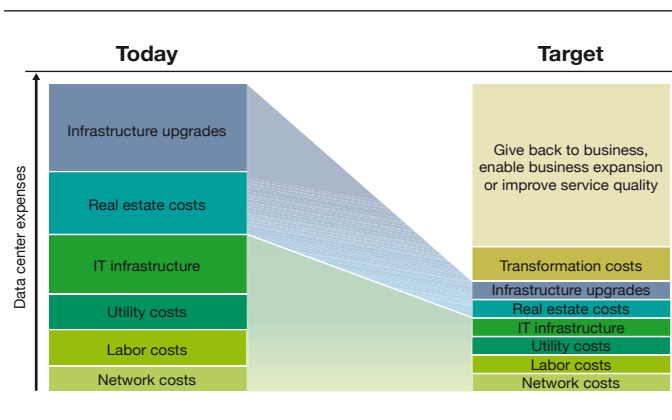 Today
Target
Data center expenses
Infrastructure upgrades
Real estate costs
IT infrastructure
Utility costs
Labor costs
Network costs
Give back to business,
enable business expansion
or improve service quality
Transformation costs
Infrastructure upgrades
Real estate costs
IT infrastructure
Utility costs
Labor costs
Network costs